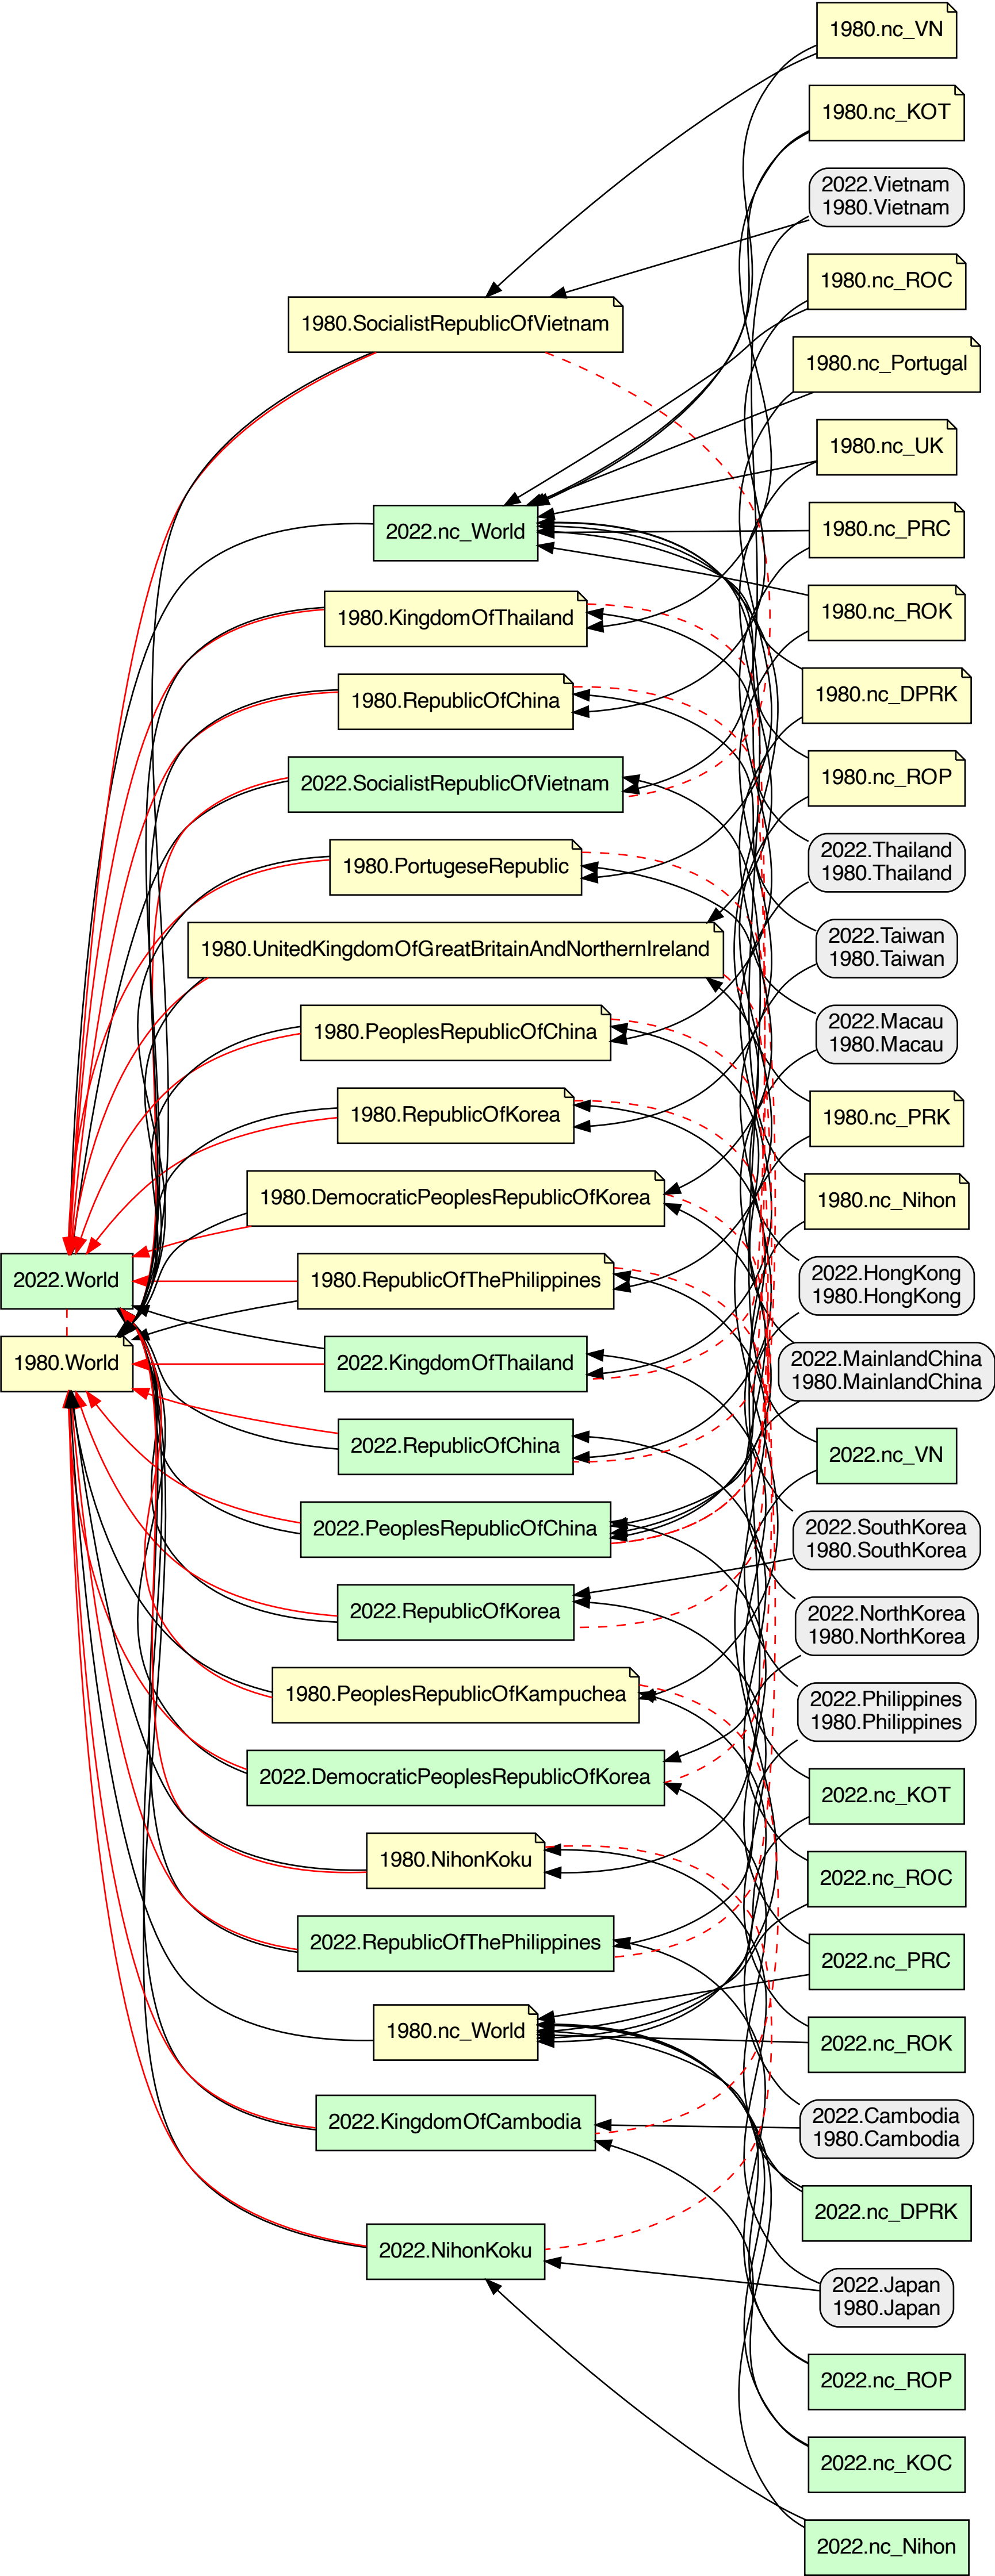 1980.nc_VN
1980.nc_KOT
2022.Vietnam
1980.Vietnam
1980.nc_ROC
1980.SocialistRepublicOfVietnam
1980.nc_Portugal
1980.nc_UK
2022.nc_World
1980.nc_PRC
1980.KingdomOfThailand
1980.nc_ROK
1980.RepublicOfChina
1980.nc_DPRK
2022.SocialistRepublicOfVietnam
1980.nc_ROP
1980.PortugeseRepublic
2022.Thailand
1980.Thailand
1980.UnitedKingdomOfGreatBritainAndNorthernIreland
2022.Taiwan
1980.Taiwan
1980.PeoplesRepublicOfChina
2022.Macau
1980.Macau
1980.RepublicOfKorea
1980.nc_PRK
1980.DemocraticPeoplesRepublicOfKorea
1980.nc_Nihon
2022.World
1980.RepublicOfThePhilippines
2022.HongKong
1980.HongKong
1980.World
2022.KingdomOfThailand
2022.MainlandChina
1980.MainlandChina
2022.RepublicOfChina
2022.nc_VN
2022.PeoplesRepublicOfChina
2022.SouthKorea
1980.SouthKorea
2022.RepublicOfKorea
2022.NorthKorea
1980.NorthKorea
1980.PeoplesRepublicOfKampuchea
2022.Philippines
1980.Philippines
2022.DemocraticPeoplesRepublicOfKorea
2022.nc_KOT
1980.NihonKoku
2022.nc_ROC
2022.RepublicOfThePhilippines
2022.nc_PRC
1980.nc_World
2022.nc_ROK
2022.KingdomOfCambodia
2022.Cambodia
1980.Cambodia
2022.nc_DPRK
2022.NihonKoku
2022.Japan
1980.Japan
2022.nc_ROP
2022.nc_KOC
2022.nc_Nihon